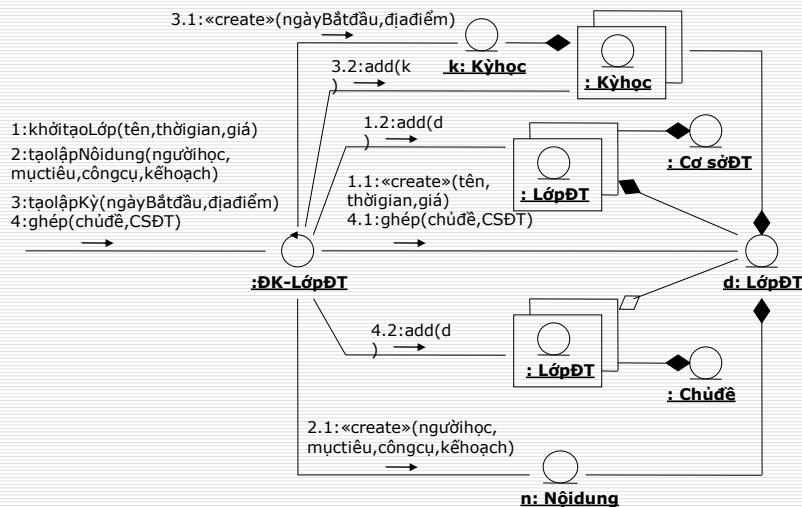 3.1:«create»(ngàyBắtđầu,địađiểm)
k: Kỳhọc
: Kỳhọc
3.2:add(k
)
1:khởitạoLớp(tên,thờigian,giá)
2:tạolậpNôidung(ngườihọc,
mụctiêu,côngcụ,kếhoạch)
3:tạolậpKỳ(ngàyBắtđầu,địađiểm)
4:ghép(chủđề,CSĐT)
1.2:add(d
)
: LớpĐT
: Cơ sởĐT
1.1:«create»(tên,
thờigian,giá)
4.1:ghép(chủđề,CSĐT)
:ĐK-LớpĐT
d: LớpĐT
4.2:add(d
)
: LớpĐT
: Chủđề
2.1:«create»(ngườihọc,
mụctiêu,côngcụ,kếhoạch)
n: Nộidung